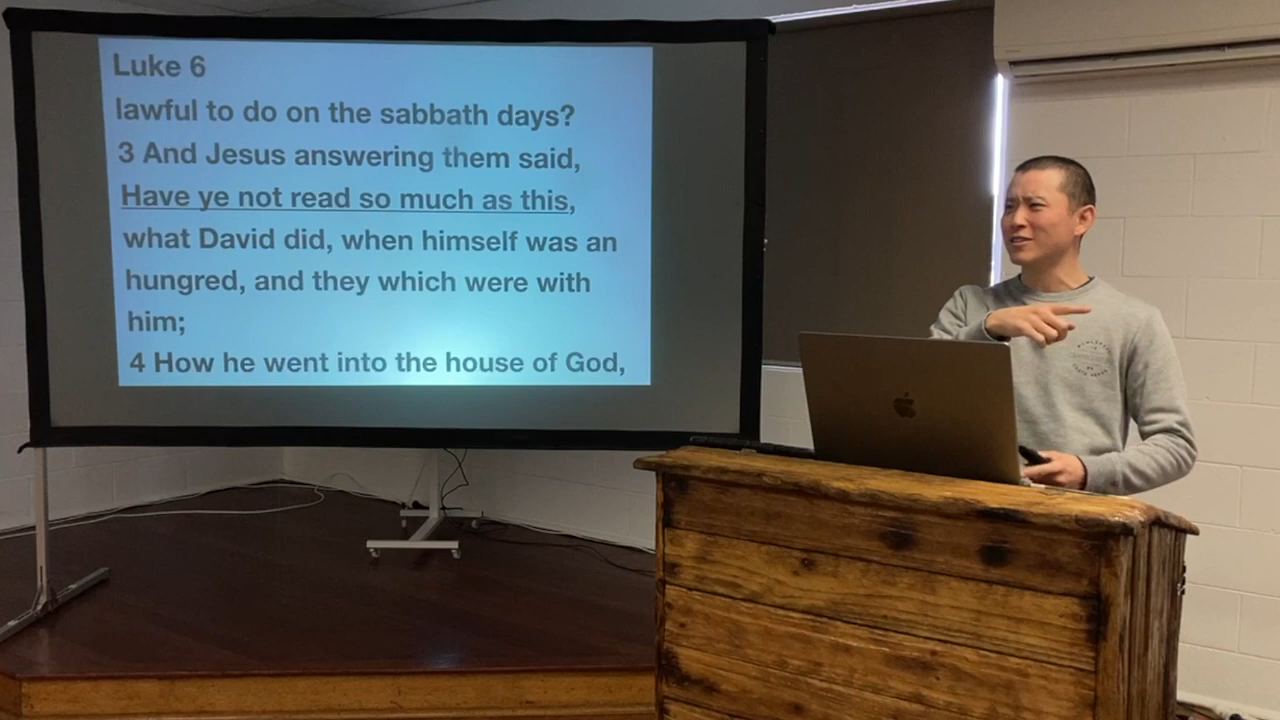 Luke 6
lawful to do on the sabbath days?
3 And Jesus answering them said,
Have ye not read so much as this,
what David did, when himself was an
hungred, and they which were with
him;
4 How he went into the house of God,